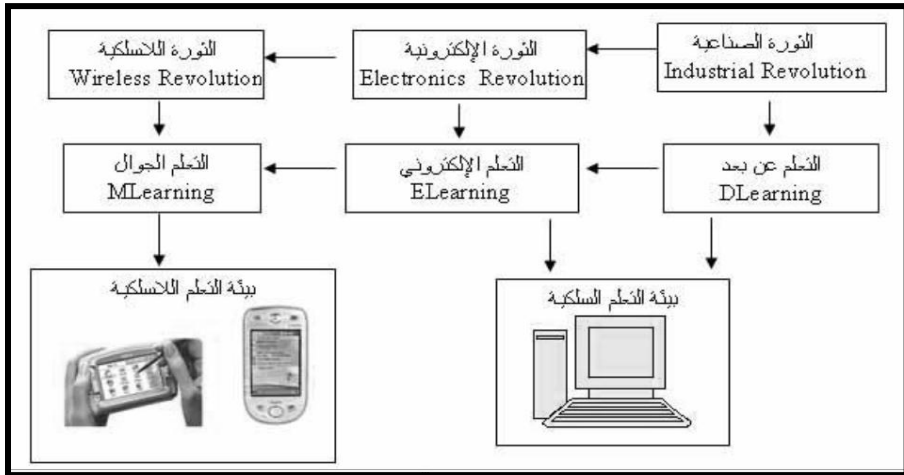 الثورة الصناعية
Industrial Revolution
الثورة الإلكترونية
Electronics Revolution
الثورة اللاسلكية
Wireless Revolution
التعلم عن بعد
DLearning
التعلم الإلكتروني
ELearning
التعلم الجوال
MLearning
بيئة التعلم السلكية
بيئة التعلم اللاسلكية